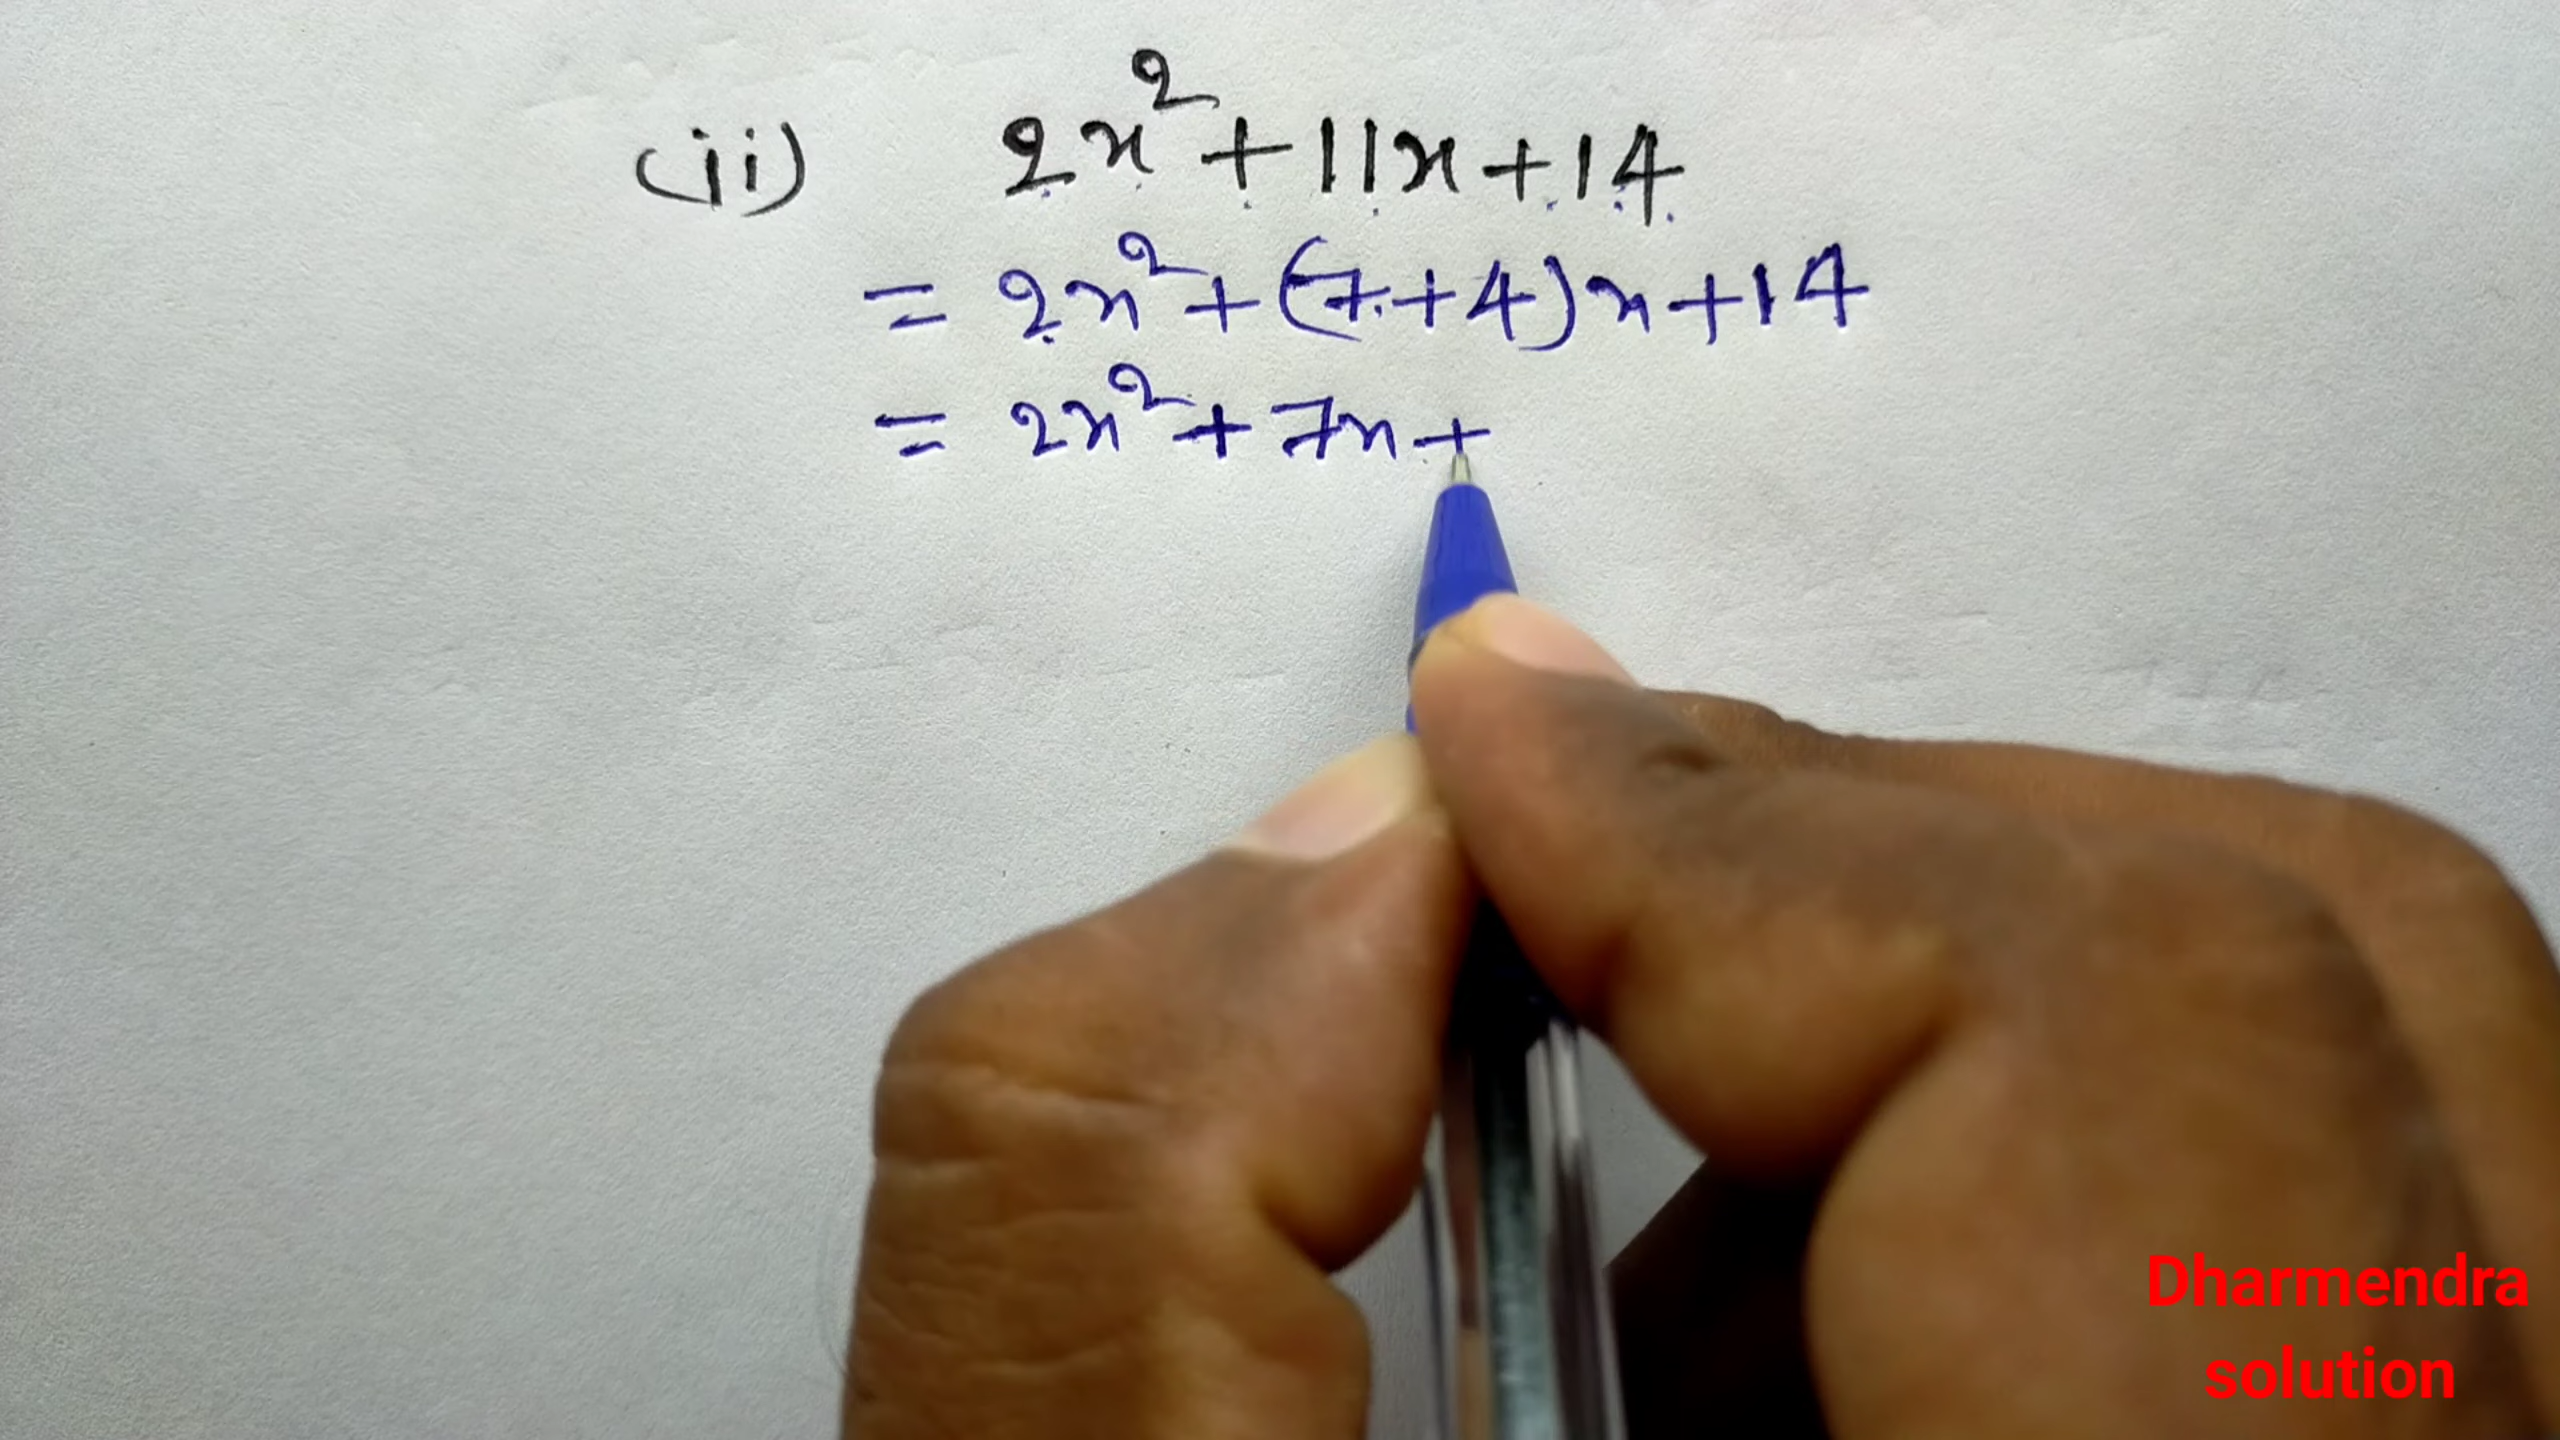 (ii) 2x² + 11x + 14
= 2x² + (7 + 4)x + 14
= 2x² + 7x +
Dharmendra
solution